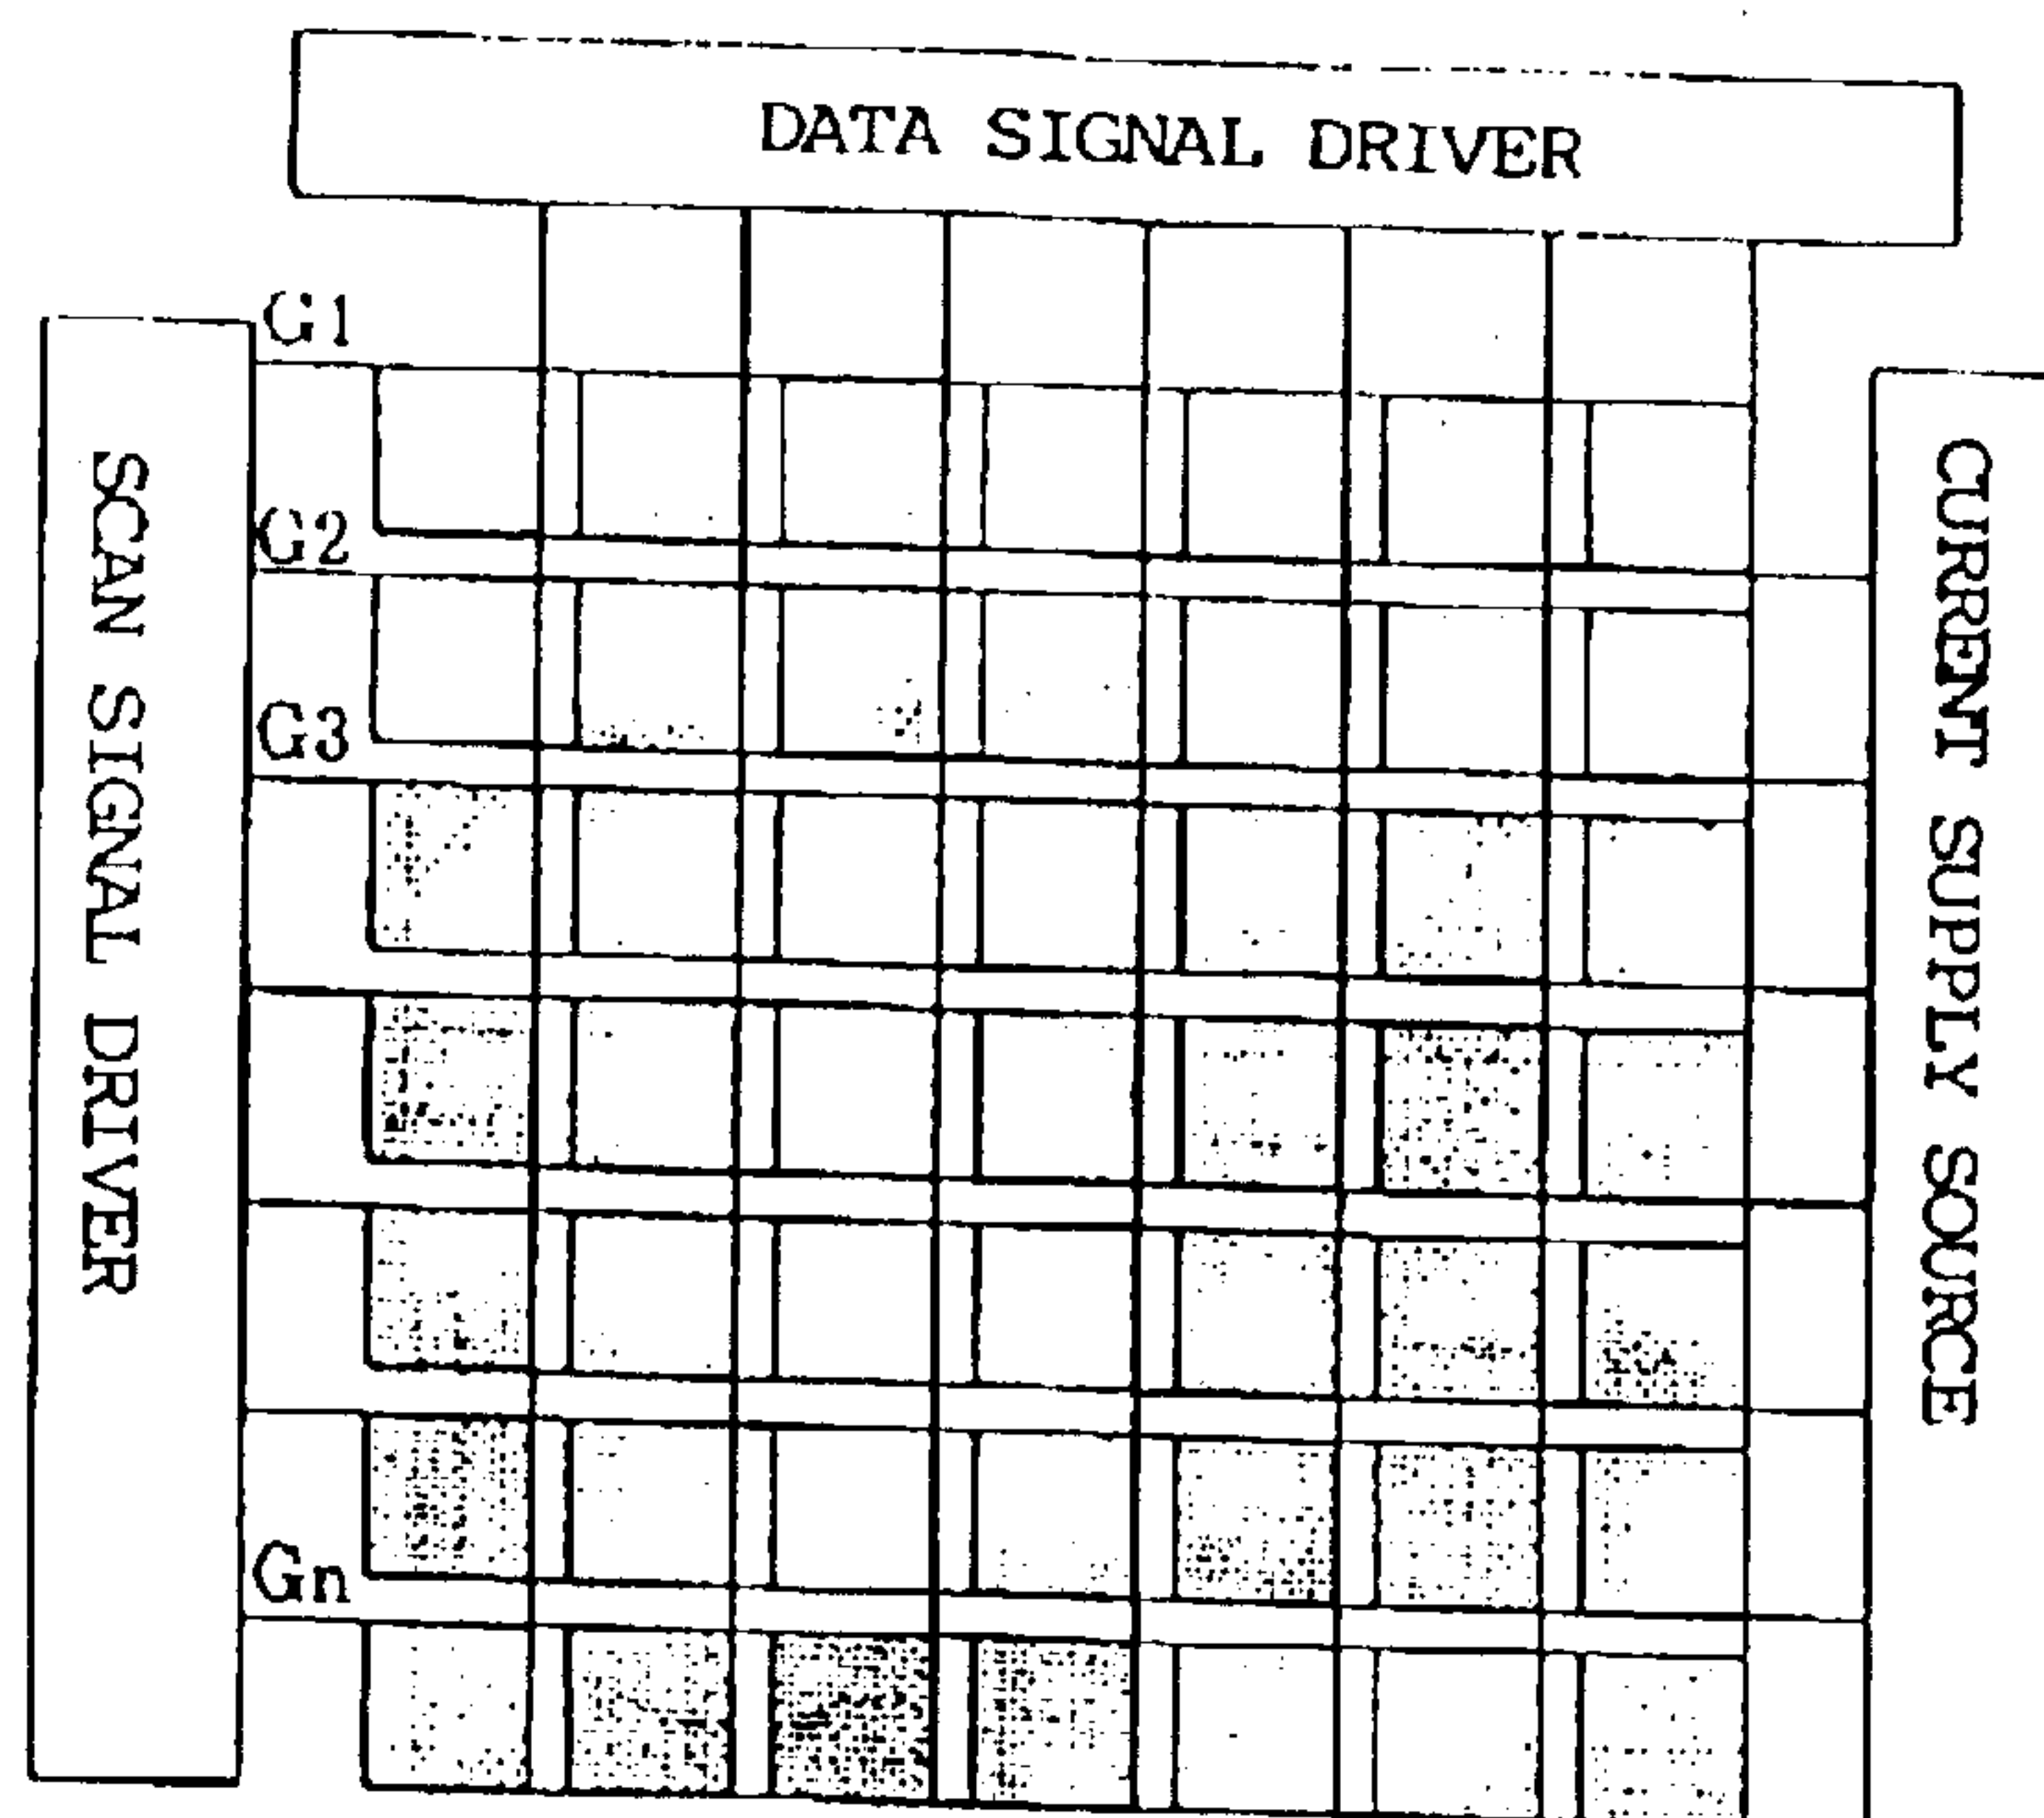 DATA SIGNAL DRIVER
G1
G2
G3
Gn
SCAN SIGNAL DRIVER
CURRENT SUPPLY SOURCE